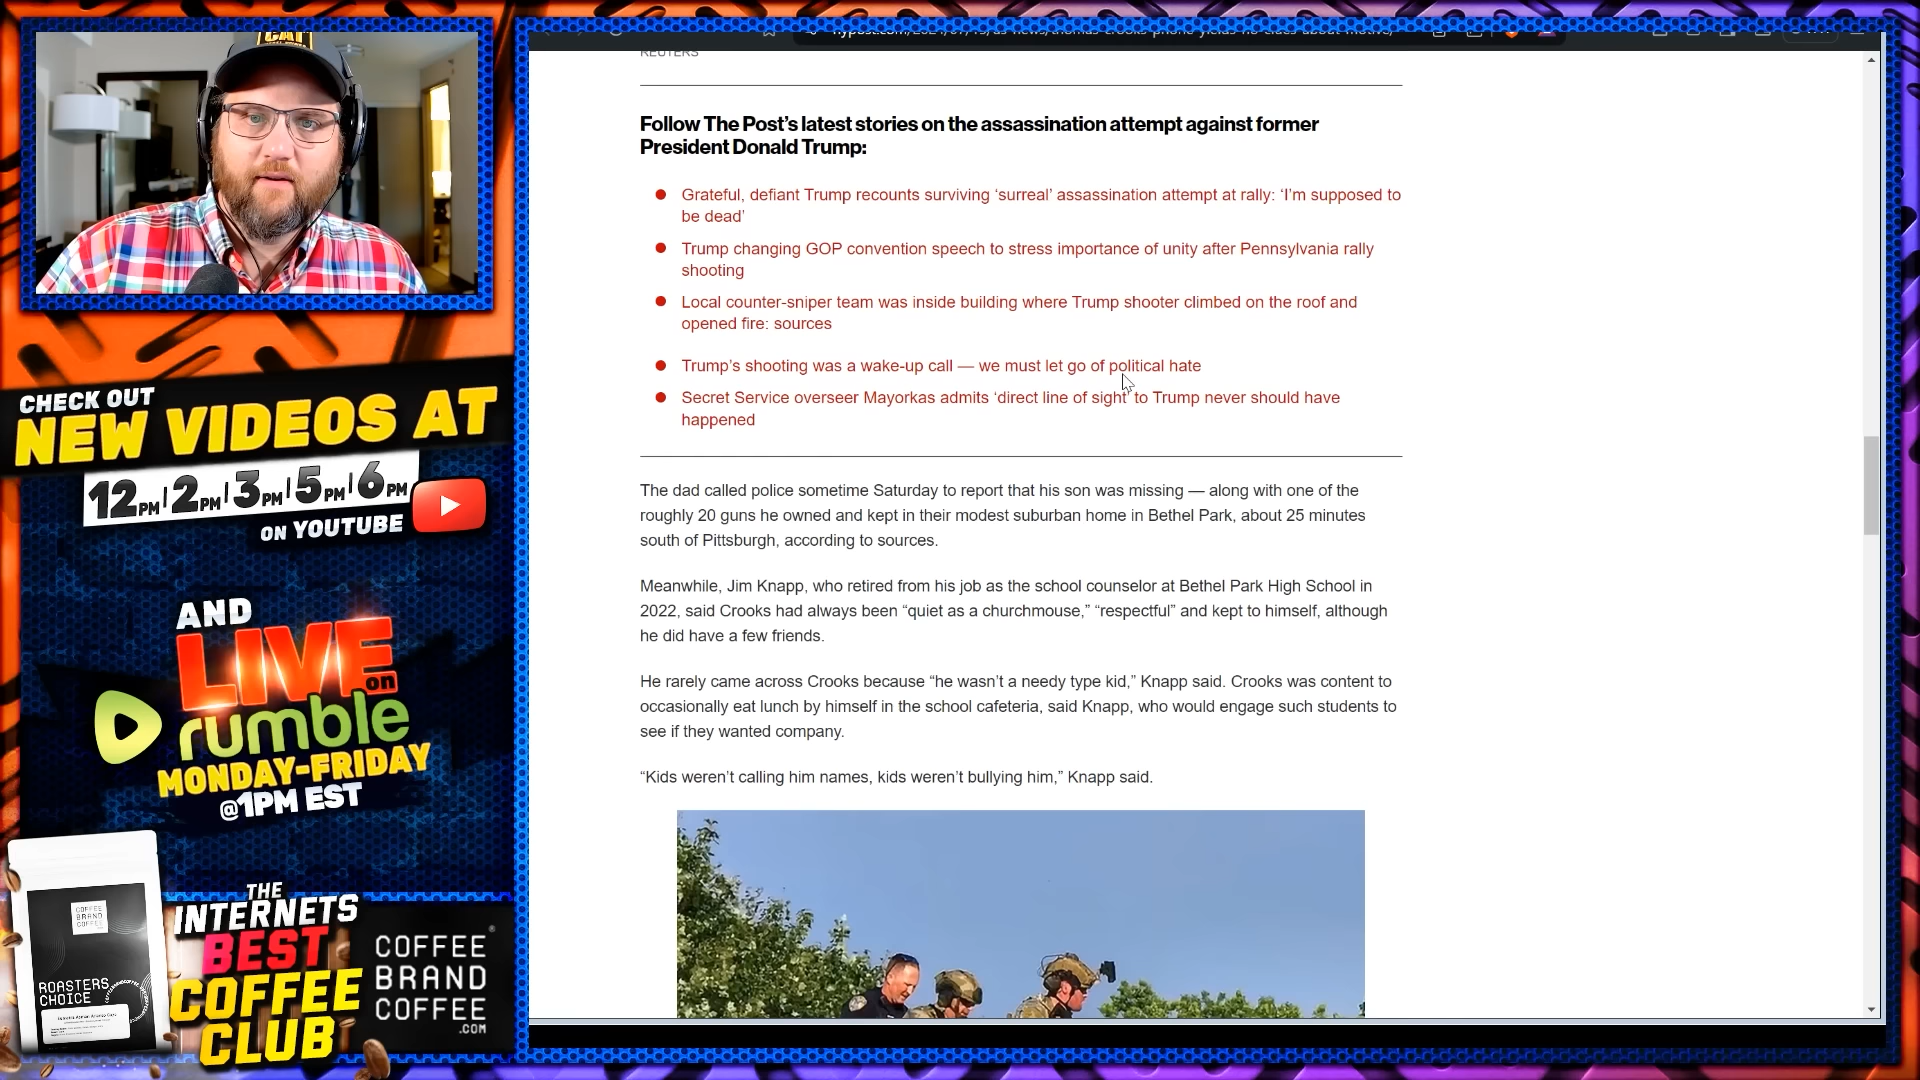 CAT
CHECK OUT
NEW VIDEOS AT
12PM | 2PM | 3PM | 5PM | 6PM
ON YOUTUBE
AND
LIVE
on
rumble
MONDAY-FRIDAY
@1PM EST
COFFEE
BRAND
COFFEE
ROASTERS
CHOICE
THE
INTERNETS
BEST
COFFEE
CLUB
COFFEE
BRAND
COFFEE
.COM
REUTERS
Follow The Post’s latest stories on the assassination attempt against former
President Donald Trump:
Grateful, defiant Trump recounts surviving ‘surreal’ assassination attempt at rally: ‘I’m supposed to
be dead’
Trump changing GOP convention speech to stress importance of unity after Pennsylvania rally
shooting
Local counter-sniper team was inside building where Trump shooter climbed on the roof and
opened fire: sources
Trump’s shooting was a wake-up call — we must let go of political hate
Secret Service overseer Mayorkas admits ‘direct line of sight’ to Trump never should have
happened
The dad called police sometime Saturday to report that his son was missing — along with one of the
roughly 20 guns he owned and kept in their modest suburban home in Bethel Park, about 25 minutes
south of Pittsburgh, according to sources.
Meanwhile, Jim Knapp, who retired from his job as the school counselor at Bethel Park High School in
2022, said Crooks had always been “quiet as a churchmouse,” “respectful” and kept to himself, although
he did have a few friends.
He rarely came across Crooks because “he wasn’t a needy type kid,” Knapp said. Crooks was content to
occasionally eat lunch by himself in the school cafeteria, said Knapp, who would engage such students to
see if they wanted company.
“Kids weren’t calling him names, kids weren’t bullying him,” Knapp said.